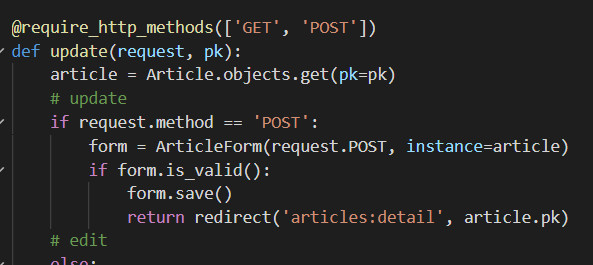 @require_http_methods(['GET', 'POST'])
def update(request, pk):
    article = Article.objects.get(pk=pk)
    # update
    if request.method == 'POST':
        form = ArticleForm(request.POST, instance=article)
        if form.is_valid():
            form.save()
            return redirect('articles:detail', article.pk)
    # edit
    else: